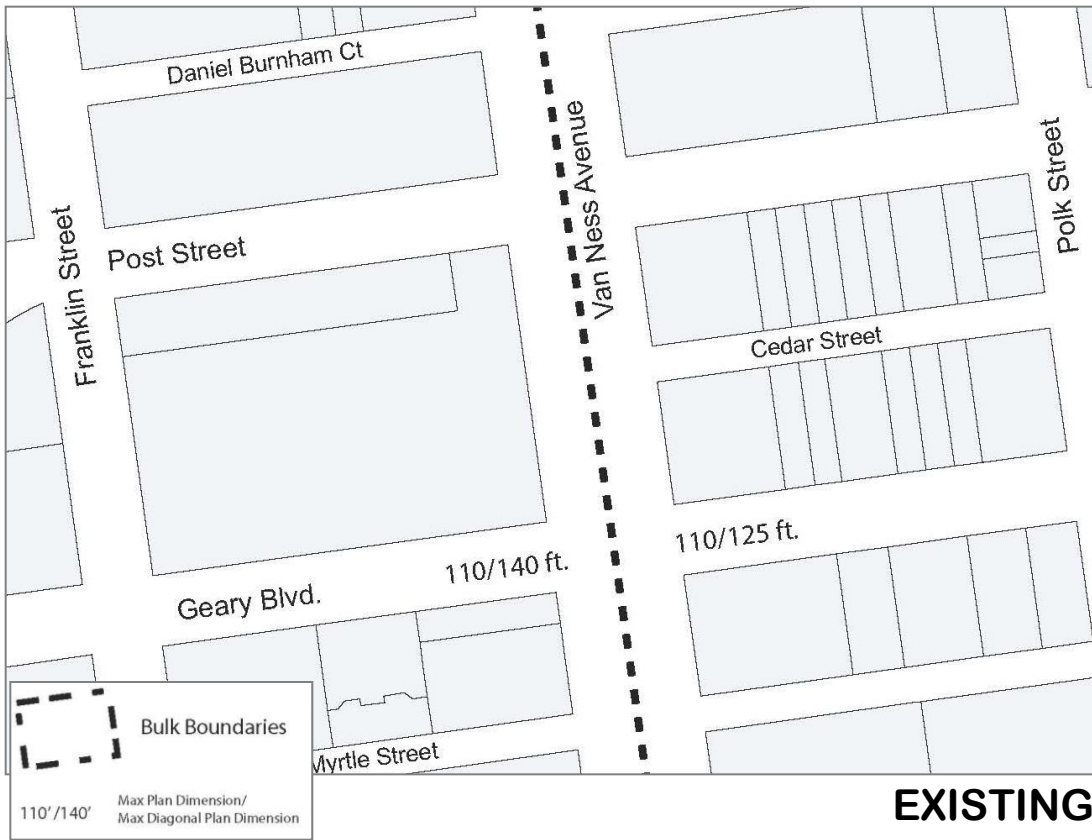 Daniel Burnham Ct
Van Ness Avenue
Polk Street
Franklin Street
Post Street
Cedar Street
110/125 ft.
110/140 ft.
Geary Blvd.
Myrtle Street
Bulk Boundaries
110'/140'
Max Plan Dimension/
Max Diagonal Plan Dimension
EXISTING